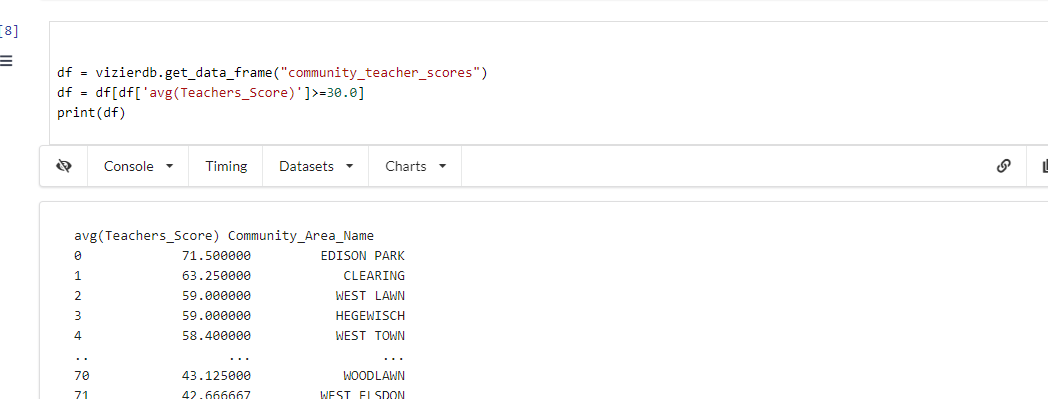 [8]
df = vizierdb.get_data_frame("community_teacher_scores")
df = df[df['avg(Teachers_Score)']>=30.0]
print(df)
Console Timing Datasets Charts
avg(Teachers_Score) Community_Area_Name
0 71.500000 EDISON PARK
1 63.250000 CLEARING
2 59.000000 WEST LAWN
3 59.000000 HEGEWISCH
4 58.400000 WEST TOWN
.. ... ...
70 43.125000 WOODLAWN
71 42.666667 WEST ELSDON